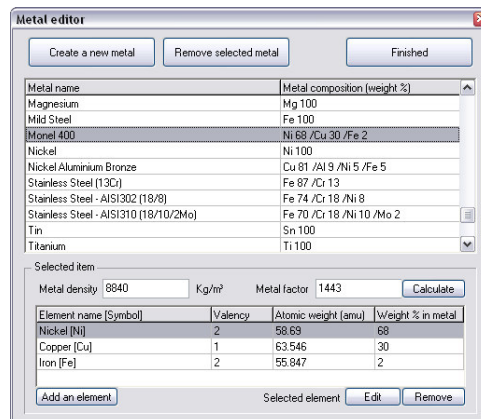 Metal editor
Create a new metal Remove selected metal Finished
Metal name Metal composition (weight %)
Magnesium Mg 100
Mild Steel Fe 100
Monel 400 Ni 68 /Cu 30 /Fe 2
Nickel Ni 100
Nickel Aluminium Bronze Cu 81 /Al 9 /Ni 5 /Fe 5
Stainless Steel (13Cr) Fe 87 /Cr 13
Stainless Steel - AISI302 (18/8) Fe 74 /Cr 18 /Ni 8
Stainless Steel - AISI310 (18/10/2Mo) Fe 70 /Cr 18 /Ni 10 /Mo 2
Tin Sn 100
Titanium Ti 100
Selected item
Metal density 8840 Kg/m³ Metal factor 1443 Calculate
Element name [Symbol] Valency Atomic weight (amu) Weight % in metal
Nickel [Ni] 2 58.69 68
Copper [Cu] 1 63.546 30
Iron [Fe] 2 55.847 2
Add an element Selected element Edit Remove